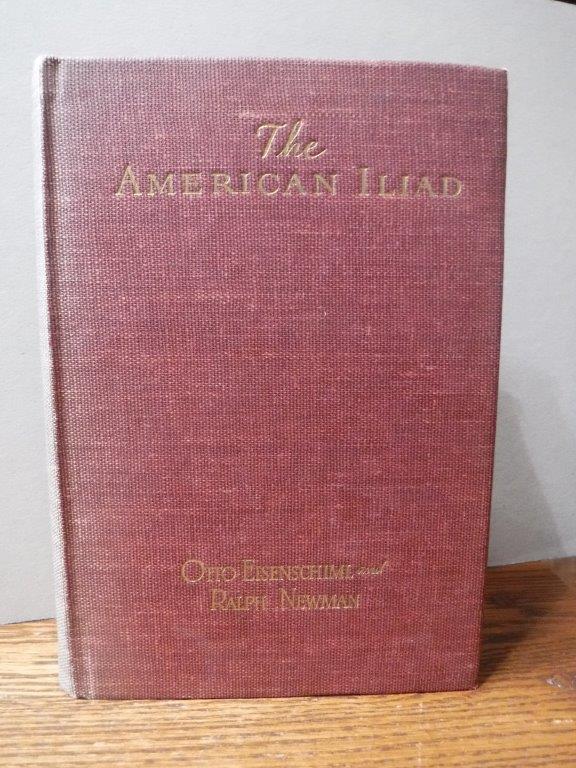 The
AMERICAN ILIAD
OTTO EISENSCHIML and
RALPH NEWMAN